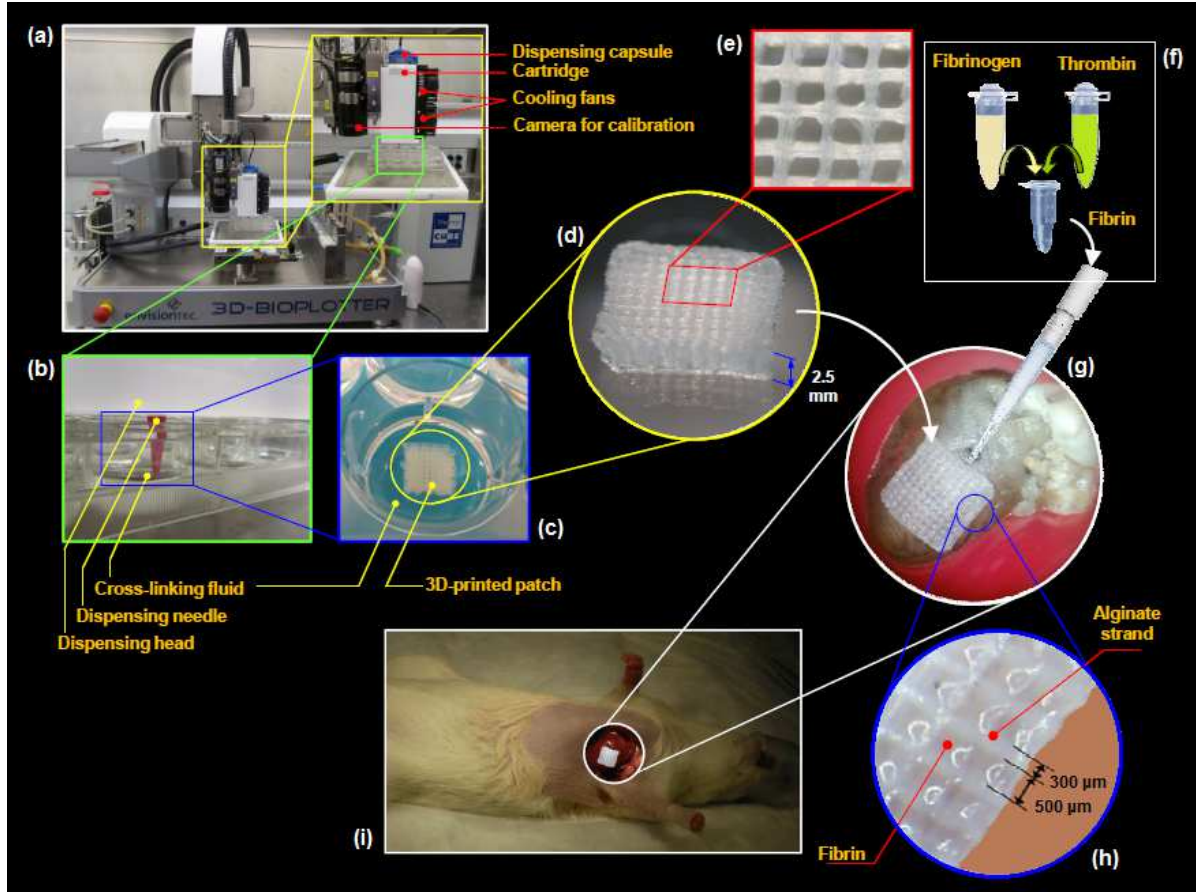 (a)
Dispensing capsule
Cartridge
Cooling fans
Camera for calibration
(e)
Fibrinogen
Thrombin
(f)
Fibrin
(d)
2.5
mm
3D-BIOPLOTTER
envisionTEC
(b)
(c)
(g)
Cross-linking fluid
3D-printed patch
Dispensing needle
Dispensing head
Alginate
strand
300 µm
500 µm
Fibrin
(h)
(i)